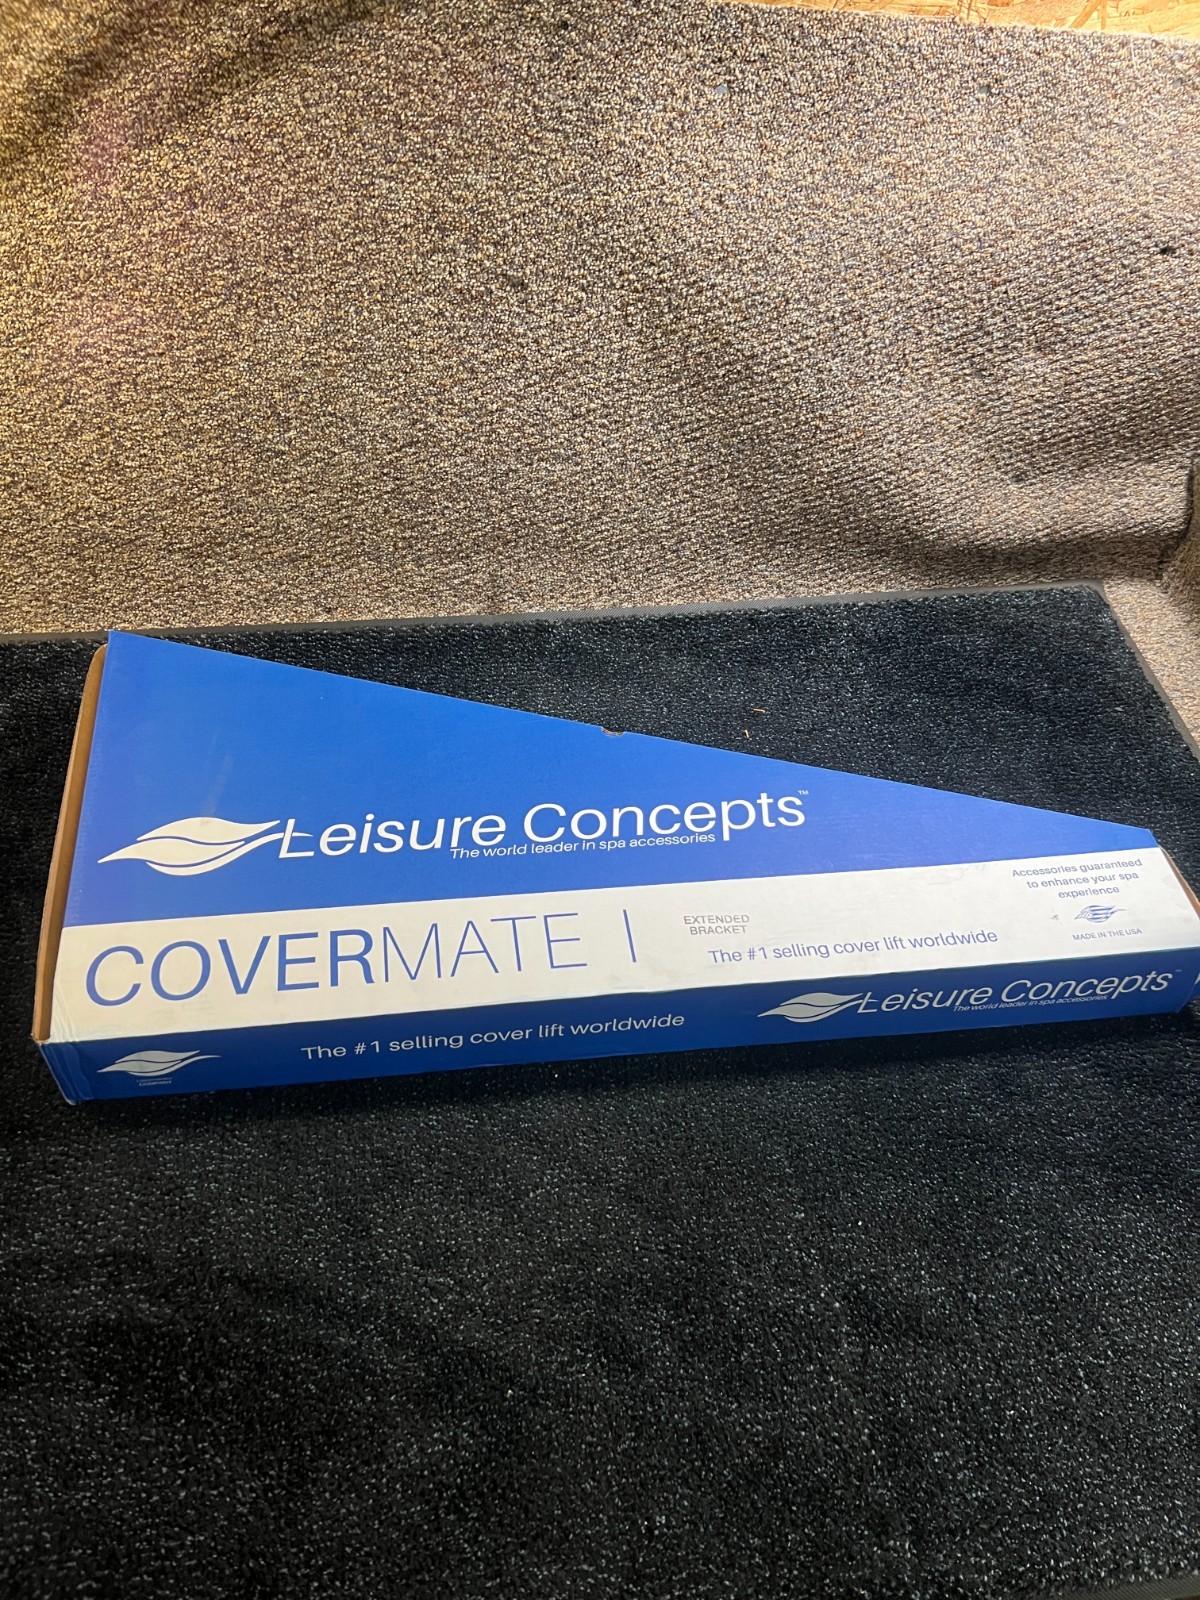 Leisure Concepts™
The world leader in spa accessories
COVERMATE |
EXTENDED
BRACKET
The #1 selling cover lift worldwide
Accessories guaranteed
to enhance your spa
experience
MADE IN THE USA
The #1 selling cover lift worldwide
Leisure Concepts™
The world leader in spa accessories